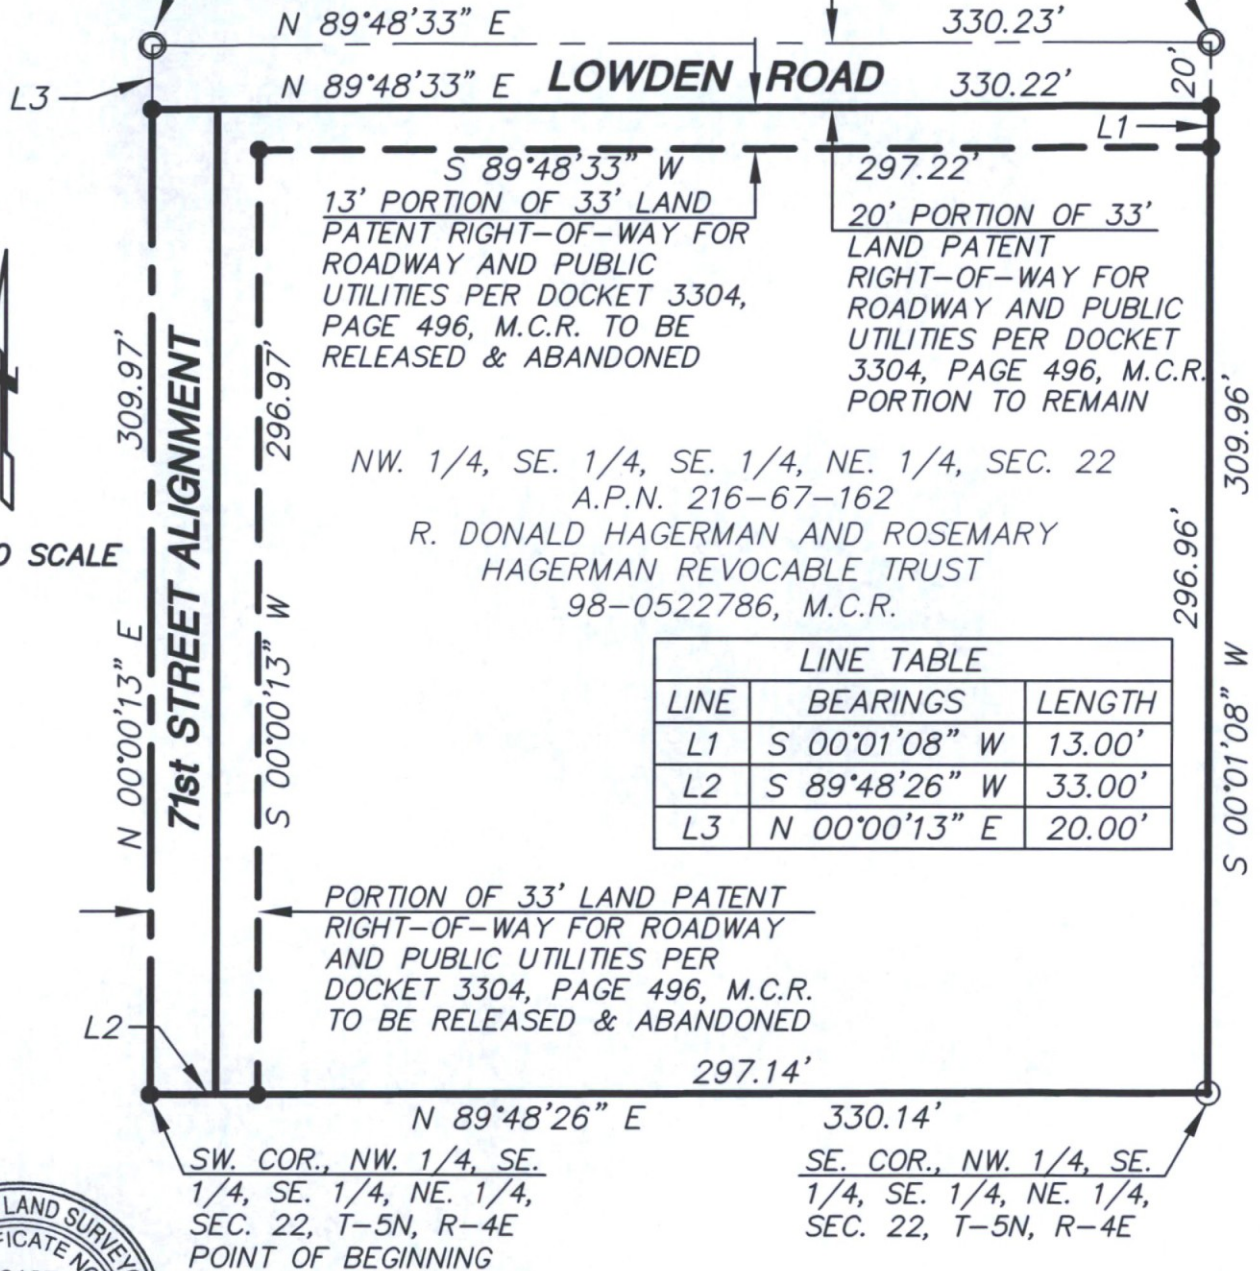 N 89°48'33" E 330.23'
LOWDEN ROAD
N 89°48'33" E 330.22'
20'
L3
L1
S 89°48'33" W 297.22'
13' PORTION OF 33' LAND
PATENT RIGHT-OF-WAY FOR
ROADWAY AND PUBLIC
UTILITIES PER DOCKET 3304,
PAGE 496, M.C.R. TO BE
RELEASED & ABANDONED
20' PORTION OF 33'
LAND PATENT
RIGHT-OF-WAY FOR
ROADWAY AND PUBLIC
UTILITIES PER DOCKET
3304, PAGE 496, M.C.R.
PORTION TO REMAIN
N 00°00'13" E 309.97'
71st STREET ALIGNMENT
S 00°00'13" W 296.97'
SCALE
NW. 1/4, SE. 1/4, SE. 1/4, NE. 1/4, SEC. 22
A.P.N. 216-67-162
R. DONALD HAGERMAN AND ROSEMARY
HAGERMAN REVOCABLE TRUST
98-0522786, M.C.R.
296.96'
S 00°01'08" W 309.96'
LINE TABLE
LINE BEARINGS LENGTH
L1 S 00°01'08" W 13.00'
L2 S 89°48'26" W 33.00'
L3 N 00°00'13" E 20.00'
PORTION OF 33' LAND PATENT
RIGHT-OF-WAY FOR ROADWAY
AND PUBLIC UTILITIES PER
DOCKET 3304, PAGE 496, M.C.R.
TO BE RELEASED & ABANDONED
L2
297.14'
N 89°48'26" E 330.14'
SW. COR., NW. 1/4, SE.
1/4, SE. 1/4, NE. 1/4,
SEC. 22, T-5N, R-4E
POINT OF BEGINNING
SE. COR., NW. 1/4, SE.
1/4, SE. 1/4, NE. 1/4,
SEC. 22, T-5N, R-4E
LAND